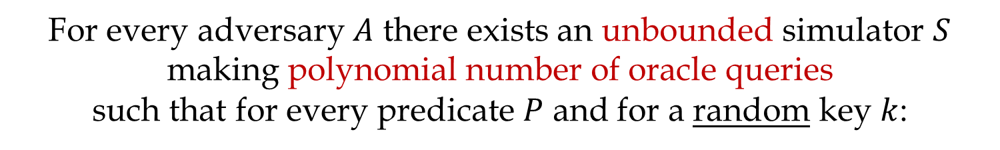 For every adversary A there exists an unbounded simulator S
making polynomial number of oracle queries
such that for every predicate P and for a random key k: